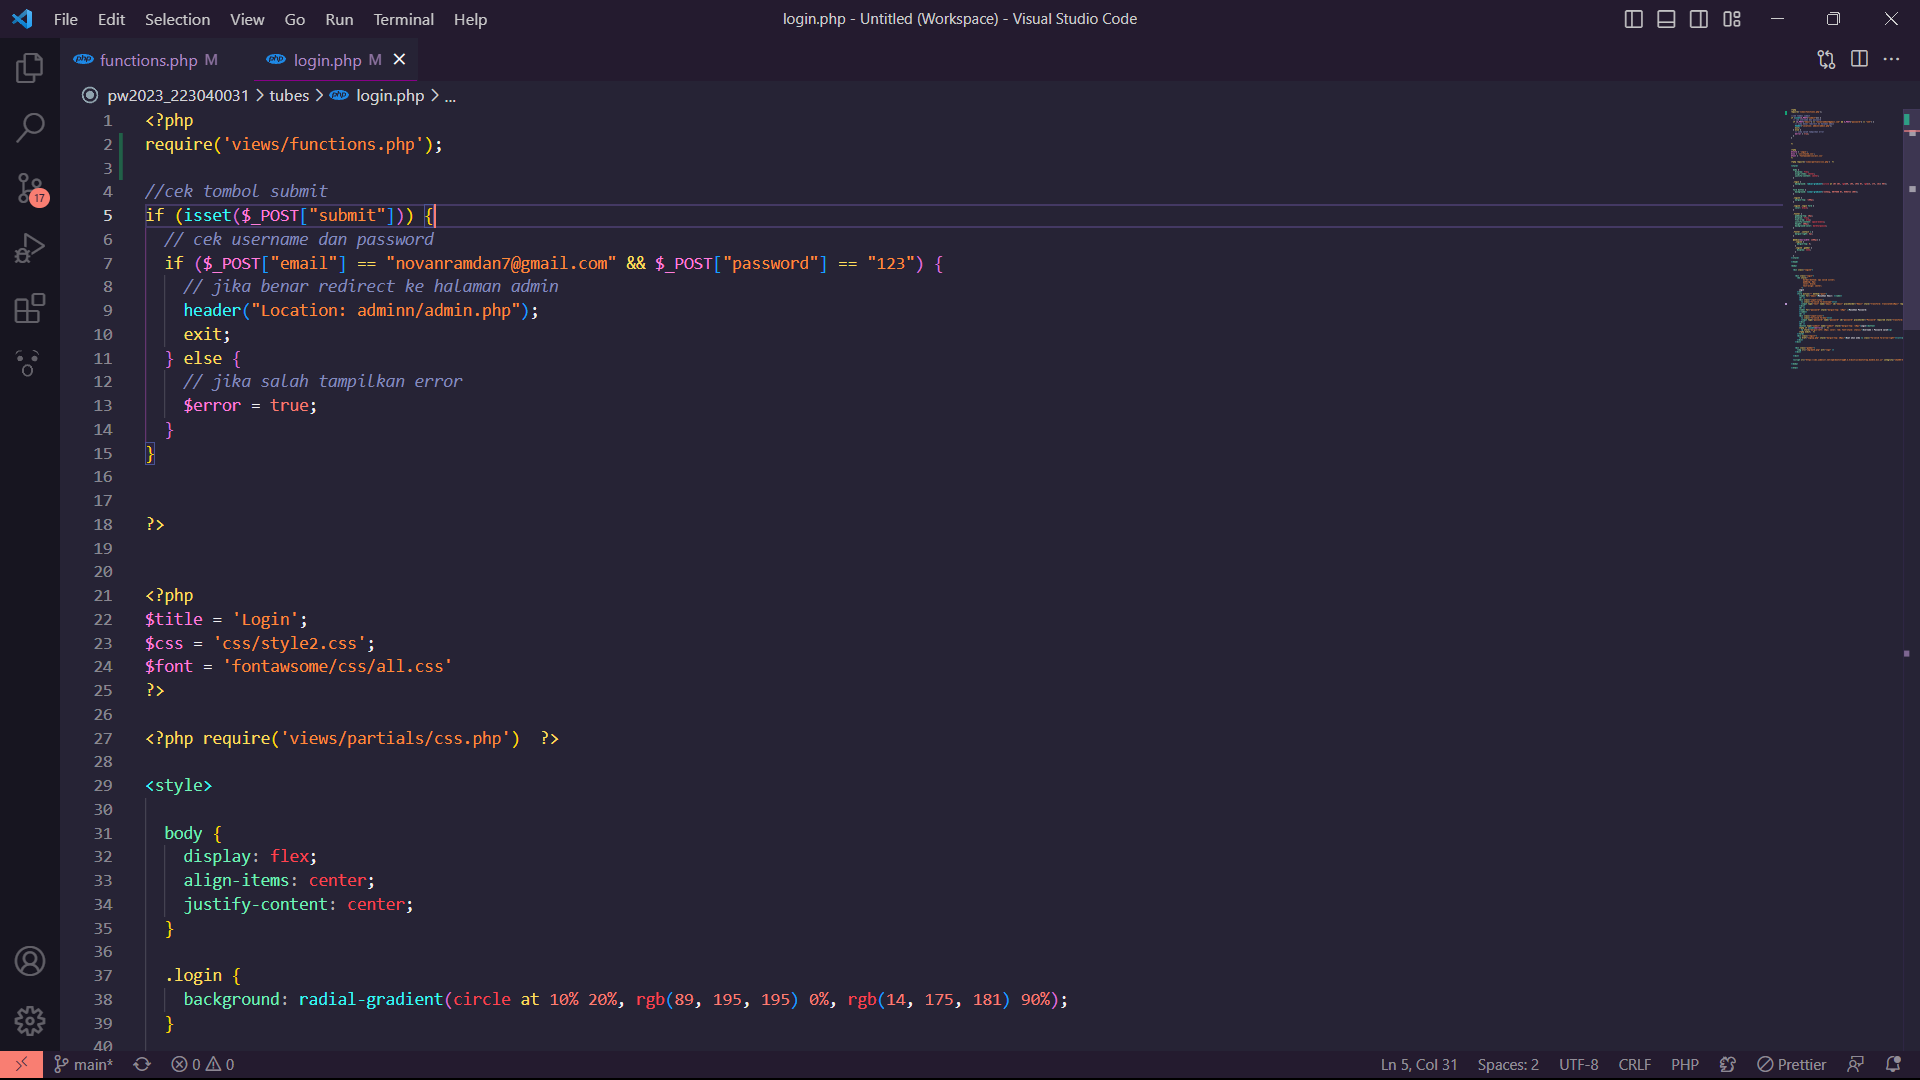 File Edit Selection View Go Run Terminal Help
login.php - Untitled (Workspace) - Visual Studio Code
functions.php M
login.php M
pw2023_223040031 > tubes > login.php > ...
1 <?php
2 require('views/functions.php');
3
4 //cek tombol submit
5 if (isset($_POST["submit"])) {
6 // cek username dan password
7 if ($_POST["email"] == "novanramdan7@gmail.com" && $_POST["password"] == "123") {
8 // jika benar redirect ke halaman admin
9 header("Location: adminn/admin.php");
10 exit;
11 } else {
12 // jika salah tampilkan error
13 $error = true;
14 }
15 }
16
17
18 ?>
19
20
21 <?php
22 $title = 'Login';
23 $css = 'css/style2.css';
24 $font = 'fontawsome/css/all.css'
25 ?>
26
27 <?php require('views/partials/css.php')  ?>
28
29 <style>
30
31 body {
32 display: flex;
33 align-items: center;
34 justify-content: center;
35 }
36
37 .login {
38 background: radial-gradient(circle at 10% 20%, rgb(89, 195, 195) 0%, rgb(14, 175, 181) 90%);
39 }
40
17
main* 0 0
Ln 5, Col 31 Spaces: 2 UTF-8 CRLF PHP Prettier